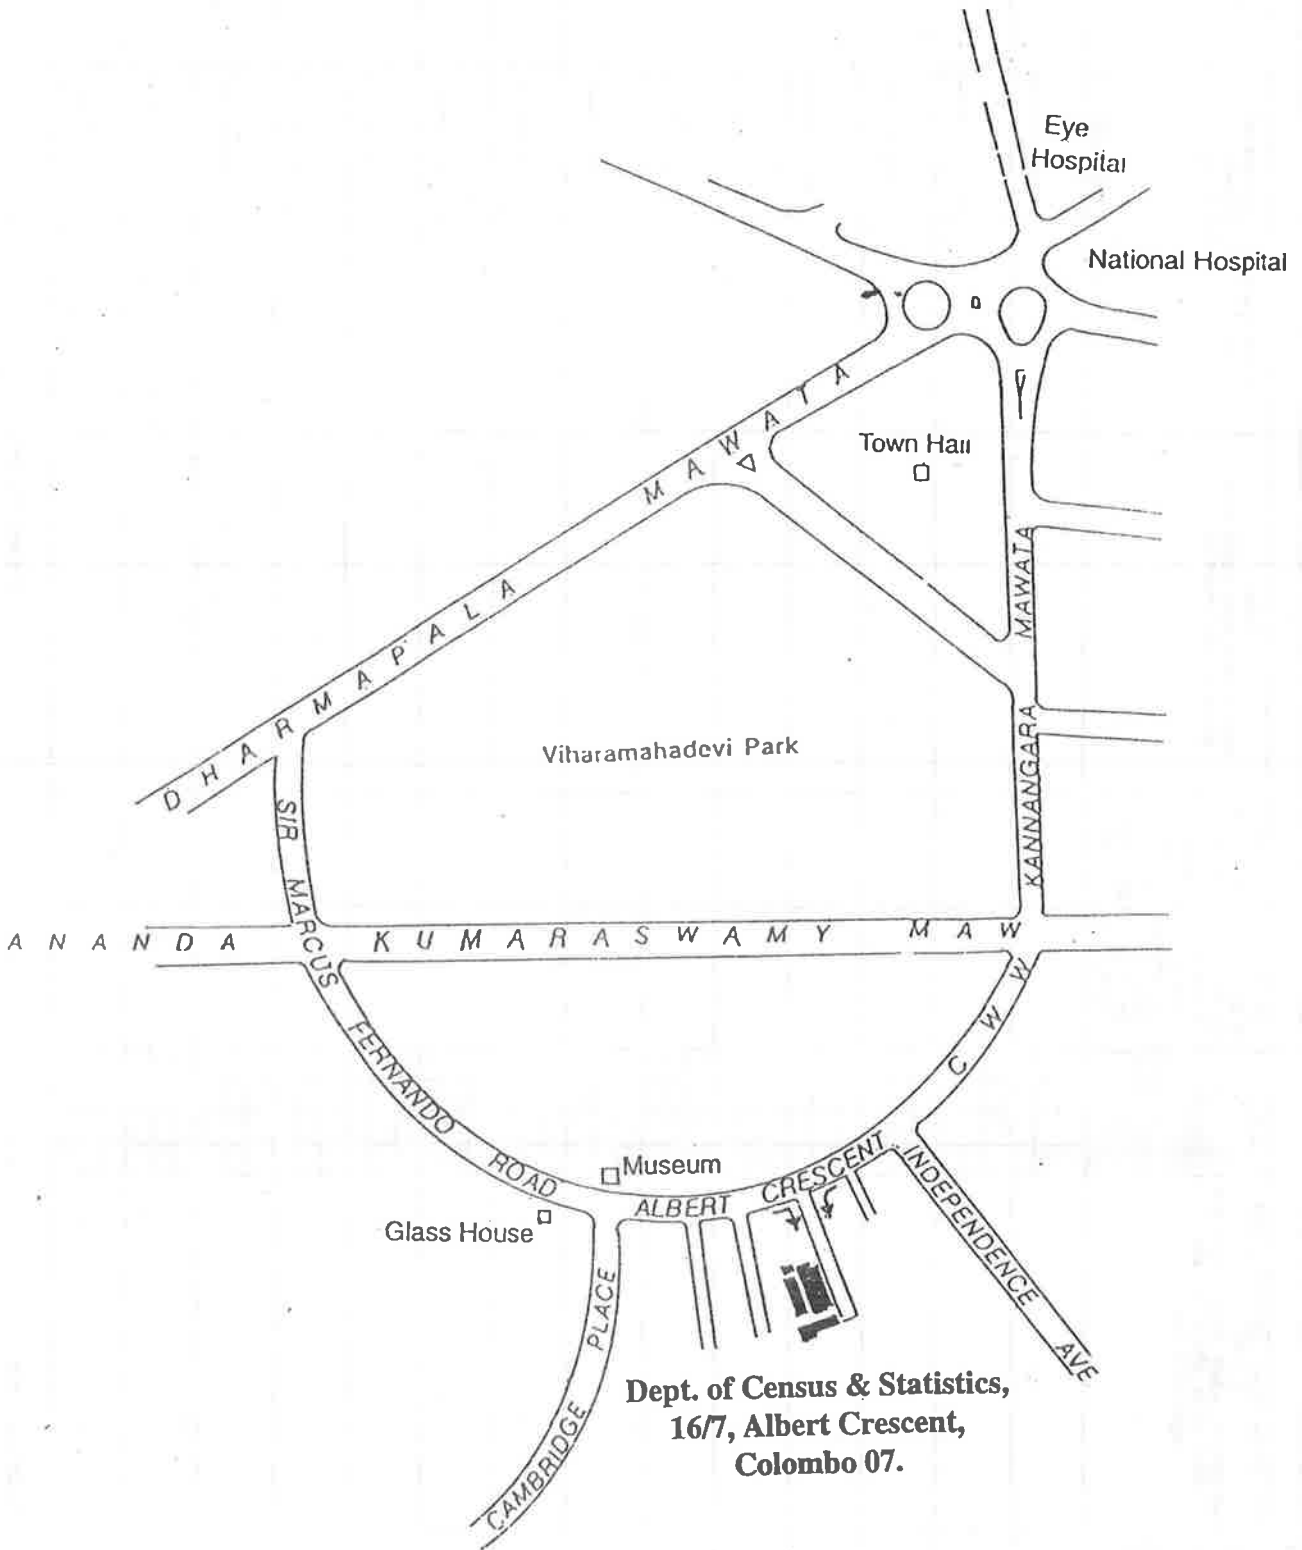 Eye
Hospital
National Hospital
Town Hall
DHARMAPALA MAWATA
Viharamahadevi Park
ANANDA KUMARASWAMY MAW
SIR MARCUS FERNANDO ROAD
C W W KANNANGARA MAWATA
Museum
Glass House
ALBERT CRESCENT
INDEPENDENCE AVE
CAMBRIDGE PLACE
Dept. of Census & Statistics,
16/7, Albert Crescent,
Colombo 07.